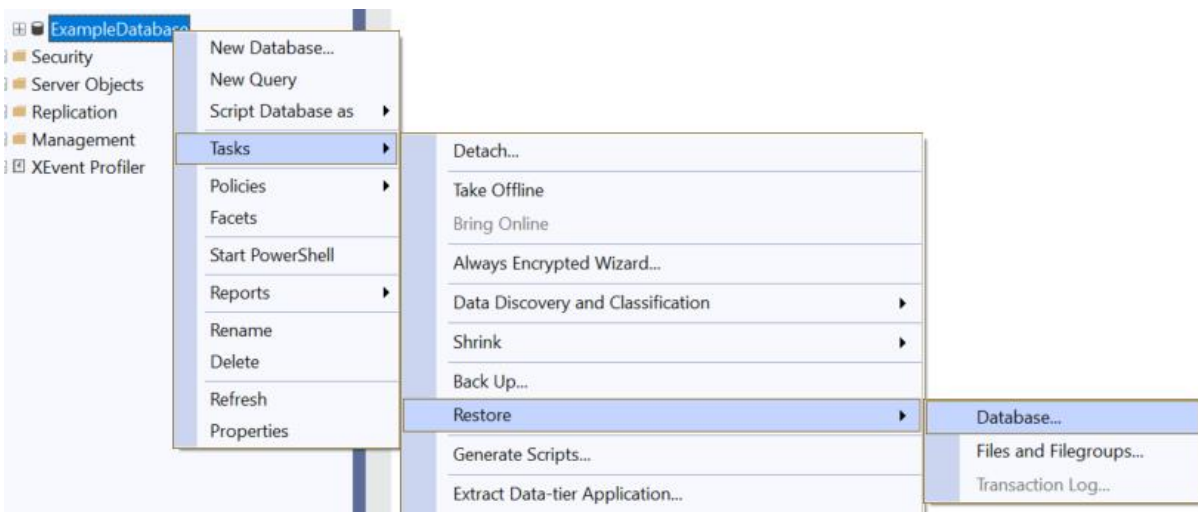 ExampleDatabase
Security
Server Objects
Replication
Management
XEvent Profiler
New Database...
New Query
Script Database as
Tasks
Policies
Facets
Start PowerShell
Reports
Rename
Delete
Refresh
Properties
Detach...
Take Offline
Bring Online
Always Encrypted Wizard...
Data Discovery and Classification
Shrink
Back Up...
Restore
Generate Scripts...
Extract Data-tier Application...
Database...
Files and Filegroups...
Transaction Log...